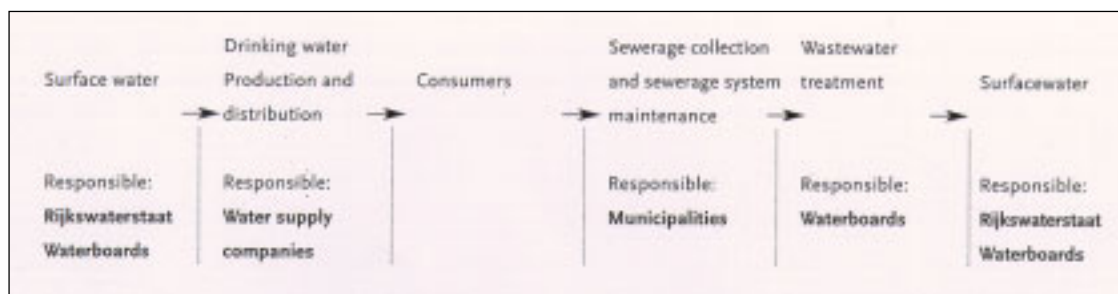 Surface water
Responsible:
Rijkswaterstaat
Waterboards
Drinking water
Production and
distribution
Responsible:
Water supply
companies
Consumers
Sewerage collection
and sewerage system
maintenance
Responsible:
Municipalities
Wastewater
treatment
Responsible:
Waterboards
Surfacewater
Responsible:
Rijkswaterstaat
Waterboards